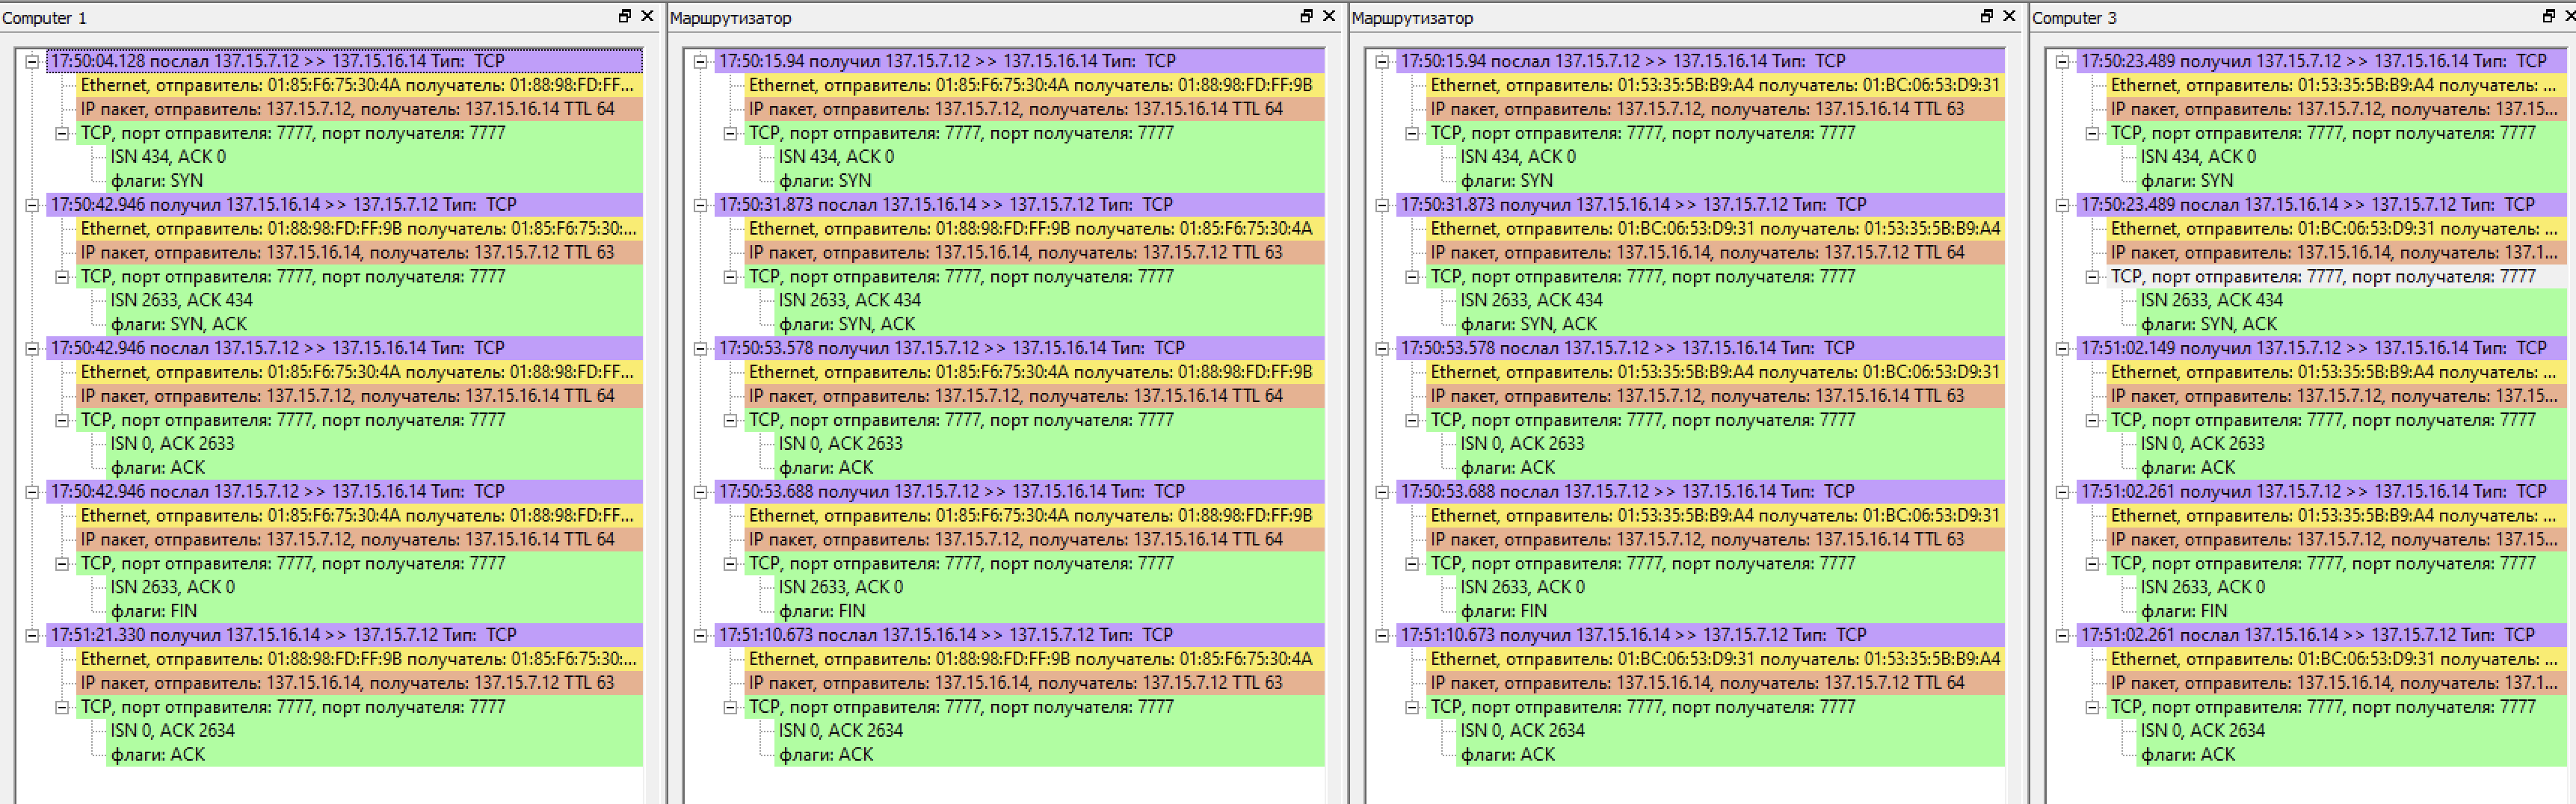 Computer 1
17:50:04.128 послал 137.15.7.12 >> 137.15.16.14 Тип: TCP
Ethernet, отправитель: 01:85:F6:75:30:4A получатель: 01:88:98:FD:FF...
IP пакет, отправитель: 137.15.7.12, получатель: 137.15.16.14 TTL 64
TCP, порт отправителя: 7777, порт получателя: 7777
ISN 434, ACK 0
флаги: SYN
17:50:42.946 получил 137.15.16.14 >> 137.15.7.12 Тип: TCP
Ethernet, отправитель: 01:88:98:FD:FF:9B получатель: 01:85:F6:75:30:...
IP пакет, отправитель: 137.15.16.14, получатель: 137.15.7.12 TTL 63
TCP, порт отправителя: 7777, порт получателя: 7777
ISN 2633, ACK 434
флаги: SYN, ACK
17:50:42.946 послал 137.15.7.12 >> 137.15.16.14 Тип: TCP
Ethernet, отправитель: 01:85:F6:75:30:4A получатель: 01:88:98:FD:FF...
IP пакет, отправитель: 137.15.7.12, получатель: 137.15.16.14 TTL 64
TCP, порт отправителя: 7777, порт получателя: 7777
ISN 0, ACK 2633
флаги: ACK
17:50:42.946 послал 137.15.7.12 >> 137.15.16.14 Тип: TCP
Ethernet, отправитель: 01:85:F6:75:30:4A получатель: 01:88:98:FD:FF...
IP пакет, отправитель: 137.15.7.12, получатель: 137.15.16.14 TTL 64
TCP, порт отправителя: 7777, порт получателя: 7777
ISN 2633, ACK 0
флаги: FIN
17:51:21.330 получил 137.15.16.14 >> 137.15.7.12 Тип: TCP
Ethernet, отправитель: 01:88:98:FD:FF:9B получатель: 01:85:F6:75:30:...
IP пакет, отправитель: 137.15.16.14, получатель: 137.15.7.12 TTL 63
TCP, порт отправителя: 7777, порт получателя: 7777
ISN 0, ACK 2634
флаги: ACK
Маршрутизатор
17:50:15.94 получил 137.15.7.12 >> 137.15.16.14 Тип: TCP
Ethernet, отправитель: 01:85:F6:75:30:4A получатель: 01:88:98:FD:FF:9B
IP пакет, отправитель: 137.15.7.12, получатель: 137.15.16.14 TTL 64
TCP, порт отправителя: 7777, порт получателя: 7777
ISN 434, ACK 0
флаги: SYN
17:50:31.873 послал 137.15.16.14 >> 137.15.7.12 Тип: TCP
Ethernet, отправитель: 01:88:98:FD:FF:9B получатель: 01:85:F6:75:30:4A
IP пакет, отправитель: 137.15.16.14, получатель: 137.15.7.12 TTL 63
TCP, порт отправителя: 7777, порт получателя: 7777
ISN 2633, ACK 434
флаги: SYN, ACK
17:50:53.578 получил 137.15.7.12 >> 137.15.16.14 Тип: TCP
Ethernet, отправитель: 01:85:F6:75:30:4A получатель: 01:88:98:FD:FF:9B
IP пакет, отправитель: 137.15.7.12, получатель: 137.15.16.14 TTL 64
TCP, порт отправителя: 7777, порт получателя: 7777
ISN 0, ACK 2633
флаги: ACK
17:50:53.688 получил 137.15.7.12 >> 137.15.16.14 Тип: TCP
Ethernet, отправитель: 01:85:F6:75:30:4A получатель: 01:88:98:FD:FF:9B
IP пакет, отправитель: 137.15.7.12, получатель: 137.15.16.14 TTL 64
TCP, порт отправителя: 7777, порт получателя: 7777
ISN 2633, ACK 0
флаги: FIN
17:51:10.673 послал 137.15.16.14 >> 137.15.7.12 Тип: TCP
Ethernet, отправитель: 01:88:98:FD:FF:9B получатель: 01:85:F6:75:30:4A
IP пакет, отправитель: 137.15.16.14, получатель: 137.15.7.12 TTL 63
TCP, порт отправителя: 7777, порт получателя: 7777
ISN 0, ACK 2634
флаги: ACK
Маршрутизатор
17:50:15.94 послал 137.15.7.12 >> 137.15.16.14 Тип: TCP
Ethernet, отправитель: 01:53:35:5B:B9:A4 получатель: 01:BC:06:53:D9:31
IP пакет, отправитель: 137.15.7.12, получатель: 137.15.16.14 TTL 63
TCP, порт отправителя: 7777, порт получателя: 7777
ISN 434, ACK 0
флаги: SYN
17:50:31.873 получил 137.15.16.14 >> 137.15.7.12 Тип: TCP
Ethernet, отправитель: 01:BC:06:53:D9:31 получатель: 01:53:35:5B:B9:A4
IP пакет, отправитель: 137.15.16.14, получатель: 137.15.7.12 TTL 64
TCP, порт отправителя: 7777, порт получателя: 7777
ISN 2633, ACK 434
флаги: SYN, ACK
17:50:53.578 послал 137.15.7.12 >> 137.15.16.14 Тип: TCP
Ethernet, отправитель: 01:53:35:5B:B9:A4 получатель: 01:BC:06:53:D9:31
IP пакет, отправитель: 137.15.7.12, получатель: 137.15.16.14 TTL 63
TCP, порт отправителя: 7777, порт получателя: 7777
ISN 0, ACK 2633
флаги: ACK
17:50:53.688 послал 137.15.7.12 >> 137.15.16.14 Тип: TCP
Ethernet, отправитель: 01:53:35:5B:B9:A4 получатель: 01:BC:06:53:D9:31
IP пакет, отправитель: 137.15.7.12, получатель: 137.15.16.14 TTL 63
TCP, порт отправителя: 7777, порт получателя: 7777
ISN 2633, ACK 0
флаги: FIN
17:51:10.673 получил 137.15.16.14 >> 137.15.7.12 Тип: TCP
Ethernet, отправитель: 01:BC:06:53:D9:31 получатель: 01:53:35:5B:B9:A4
IP пакет, отправитель: 137.15.16.14, получатель: 137.15.7.12 TTL 64
TCP, порт отправителя: 7777, порт получателя: 7777
ISN 0, ACK 2634
флаги: ACK
Computer 3
17:50:23.489 получил 137.15.7.12 >> 137.15.16.14 Тип: TCP
Ethernet, отправитель: 01:53:35:5B:B9:A4 получатель: ...
IP пакет, отправитель: 137.15.7.12, получатель: 137.15...
TCP, порт отправителя: 7777, порт получателя: 7777
ISN 434, ACK 0
флаги: SYN
17:50:23.489 послал 137.15.16.14 >> 137.15.7.12 Тип: TCP
Ethernet, отправитель: 01:BC:06:53:D9:31 получатель: ...
IP пакет, отправитель: 137.15.16.14, получатель: 137.1...
TCP, порт отправителя: 7777, порт получателя: 7777
ISN 2633, ACK 434
флаги: SYN, ACK
17:51:02.149 получил 137.15.7.12 >> 137.15.16.14 Тип: TCP
Ethernet, отправитель: 01:53:35:5B:B9:A4 получатель: ...
IP пакет, отправитель: 137.15.7.12, получатель: 137.15...
TCP, порт отправителя: 7777, порт получателя: 7777
ISN 0, ACK 2633
флаги: ACK
17:51:02.261 получил 137.15.7.12 >> 137.15.16.14 Тип: TCP
Ethernet, отправитель: 01:53:35:5B:B9:A4 получатель: ...
IP пакет, отправитель: 137.15.7.12, получатель: 137.15...
TCP, порт отправителя: 7777, порт получателя: 7777
ISN 2633, ACK 0
флаги: FIN
17:51:02.261 послал 137.15.16.14 >> 137.15.7.12 Тип: TCP
Ethernet, отправитель: 01:BC:06:53:D9:31 получатель: ...
IP пакет, отправитель: 137.15.16.14, получатель: 137.1...
TCP, порт отправителя: 7777, порт получателя: 7777
ISN 0, ACK 2634
флаги: ACK